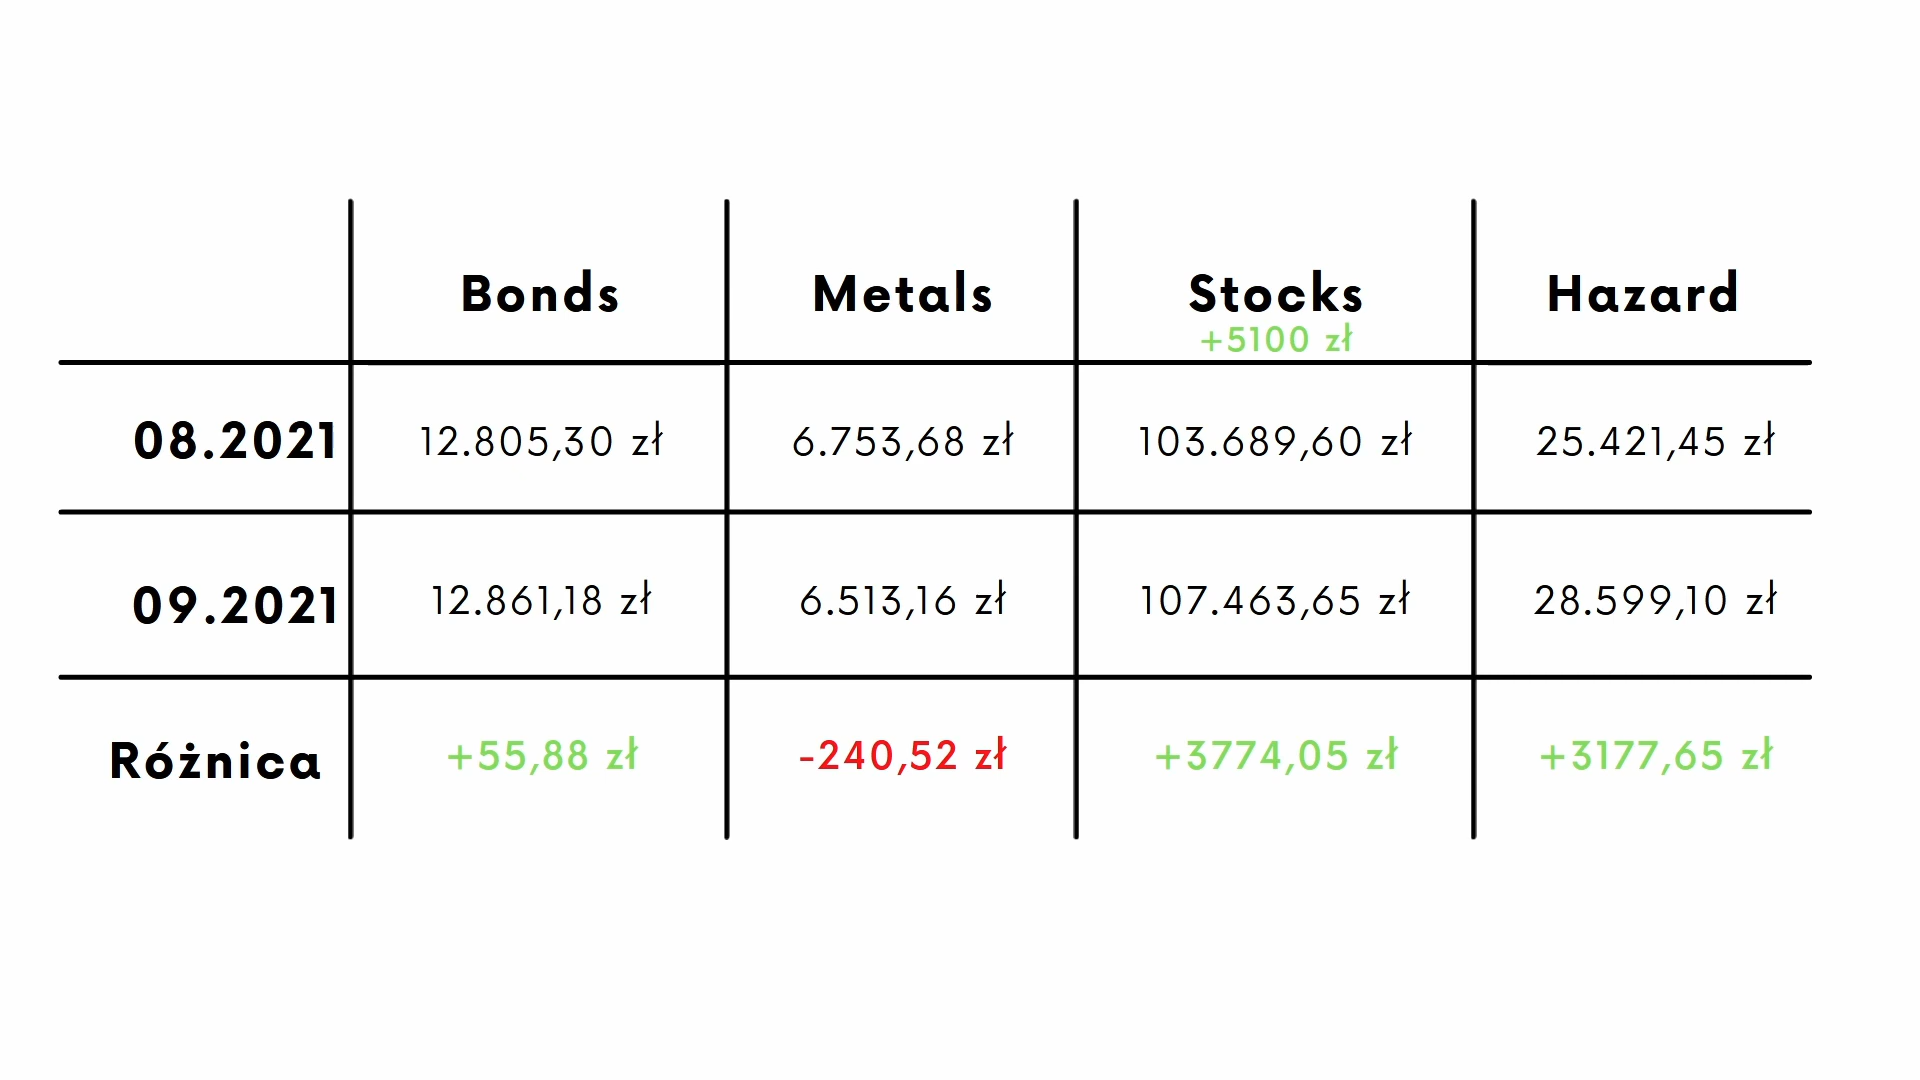 Bonds Metals Stocks Hazard
+5100 zł
08.2021 12.805,30 zł 6.753,68 zł 103.689,60 zł 25.421,45 zł
09.2021 12.861,18 zł 6.513,16 zł 107.463,65 zł 28.599,10 zł
Różnica +55,88 zł -240,52 zł +3774,05 zł +3177,65 zł